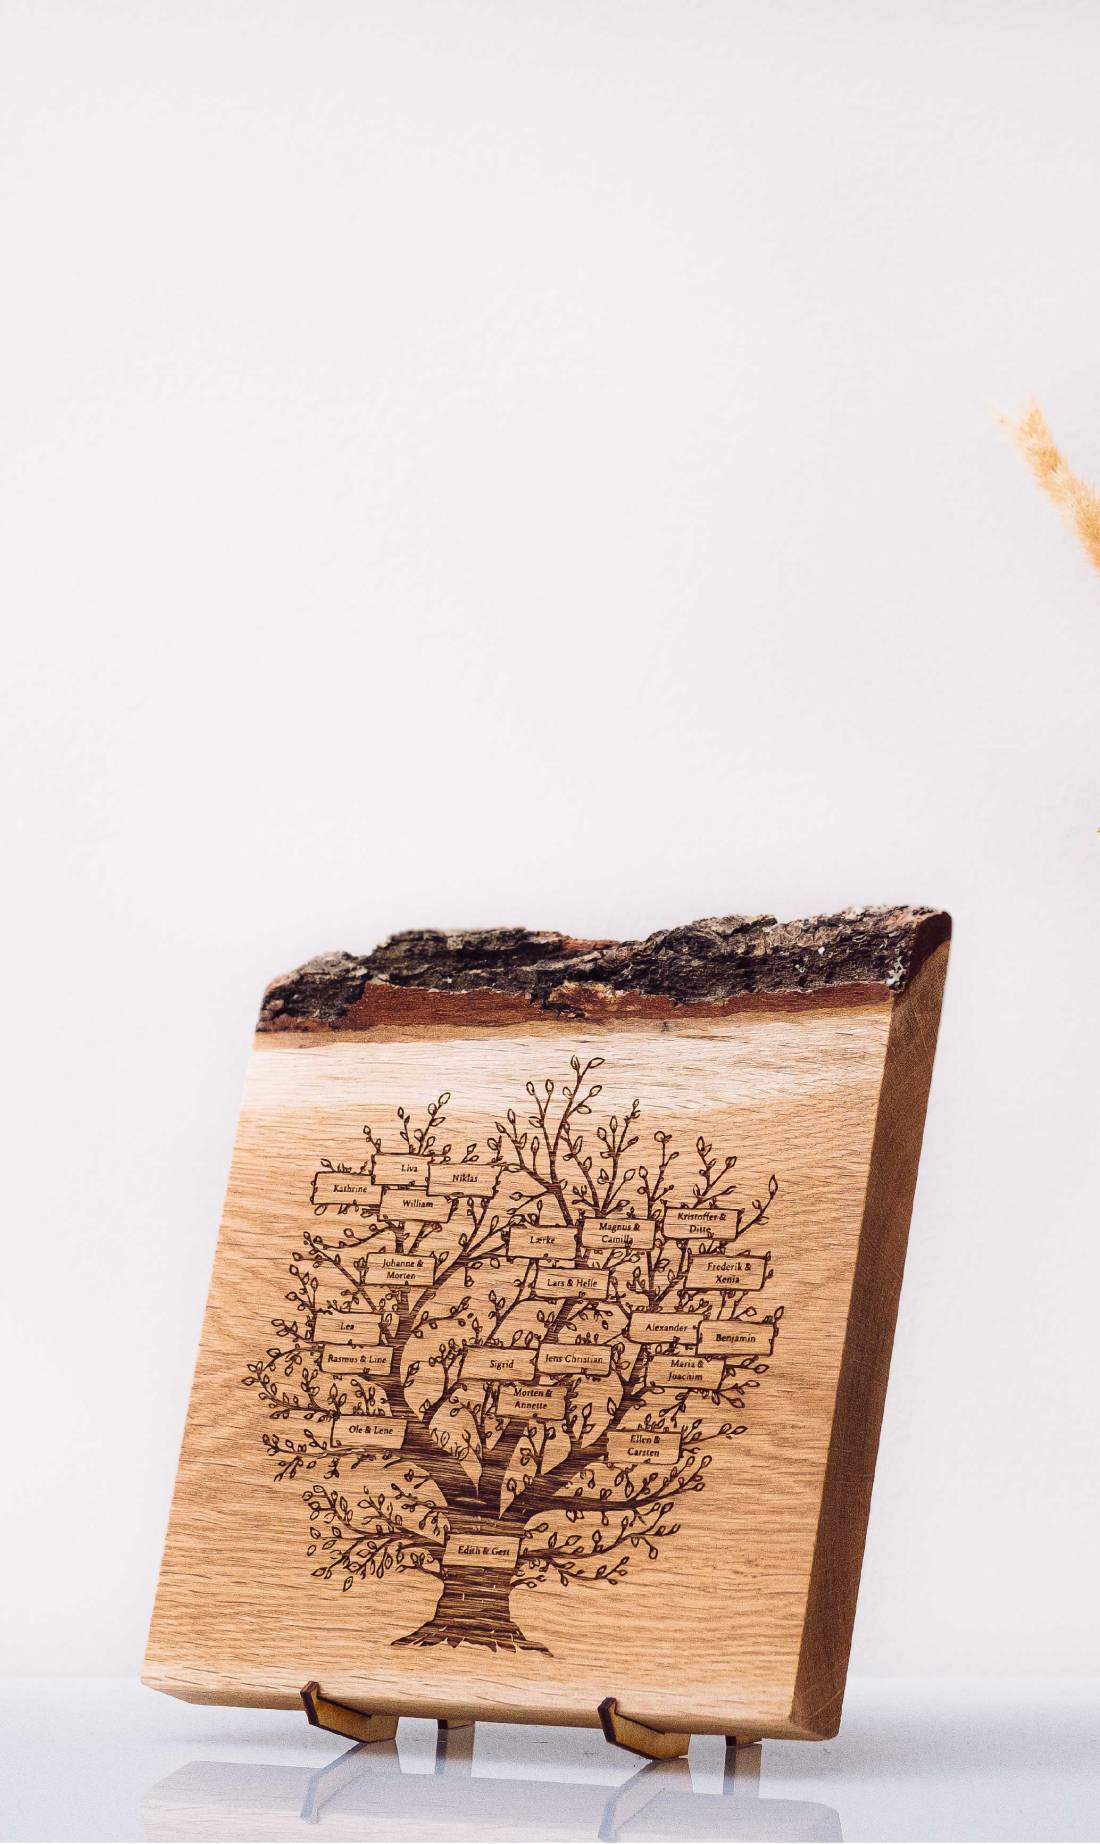 Liva
Niklas
Kathrine
William
Johanne &
Morten
Lea
Rasmus & Line
Ole & Lene
Lærke
Magnus &
Camilla
Kristoffer &
Ditte
Lars & Helle
Frederik &
Xenia
Alexander
Benjamin
Sigrid
Jens Christian
Maria &
Joachim
Morten &
Annette
Ellen &
Carsten
Edith & Gert